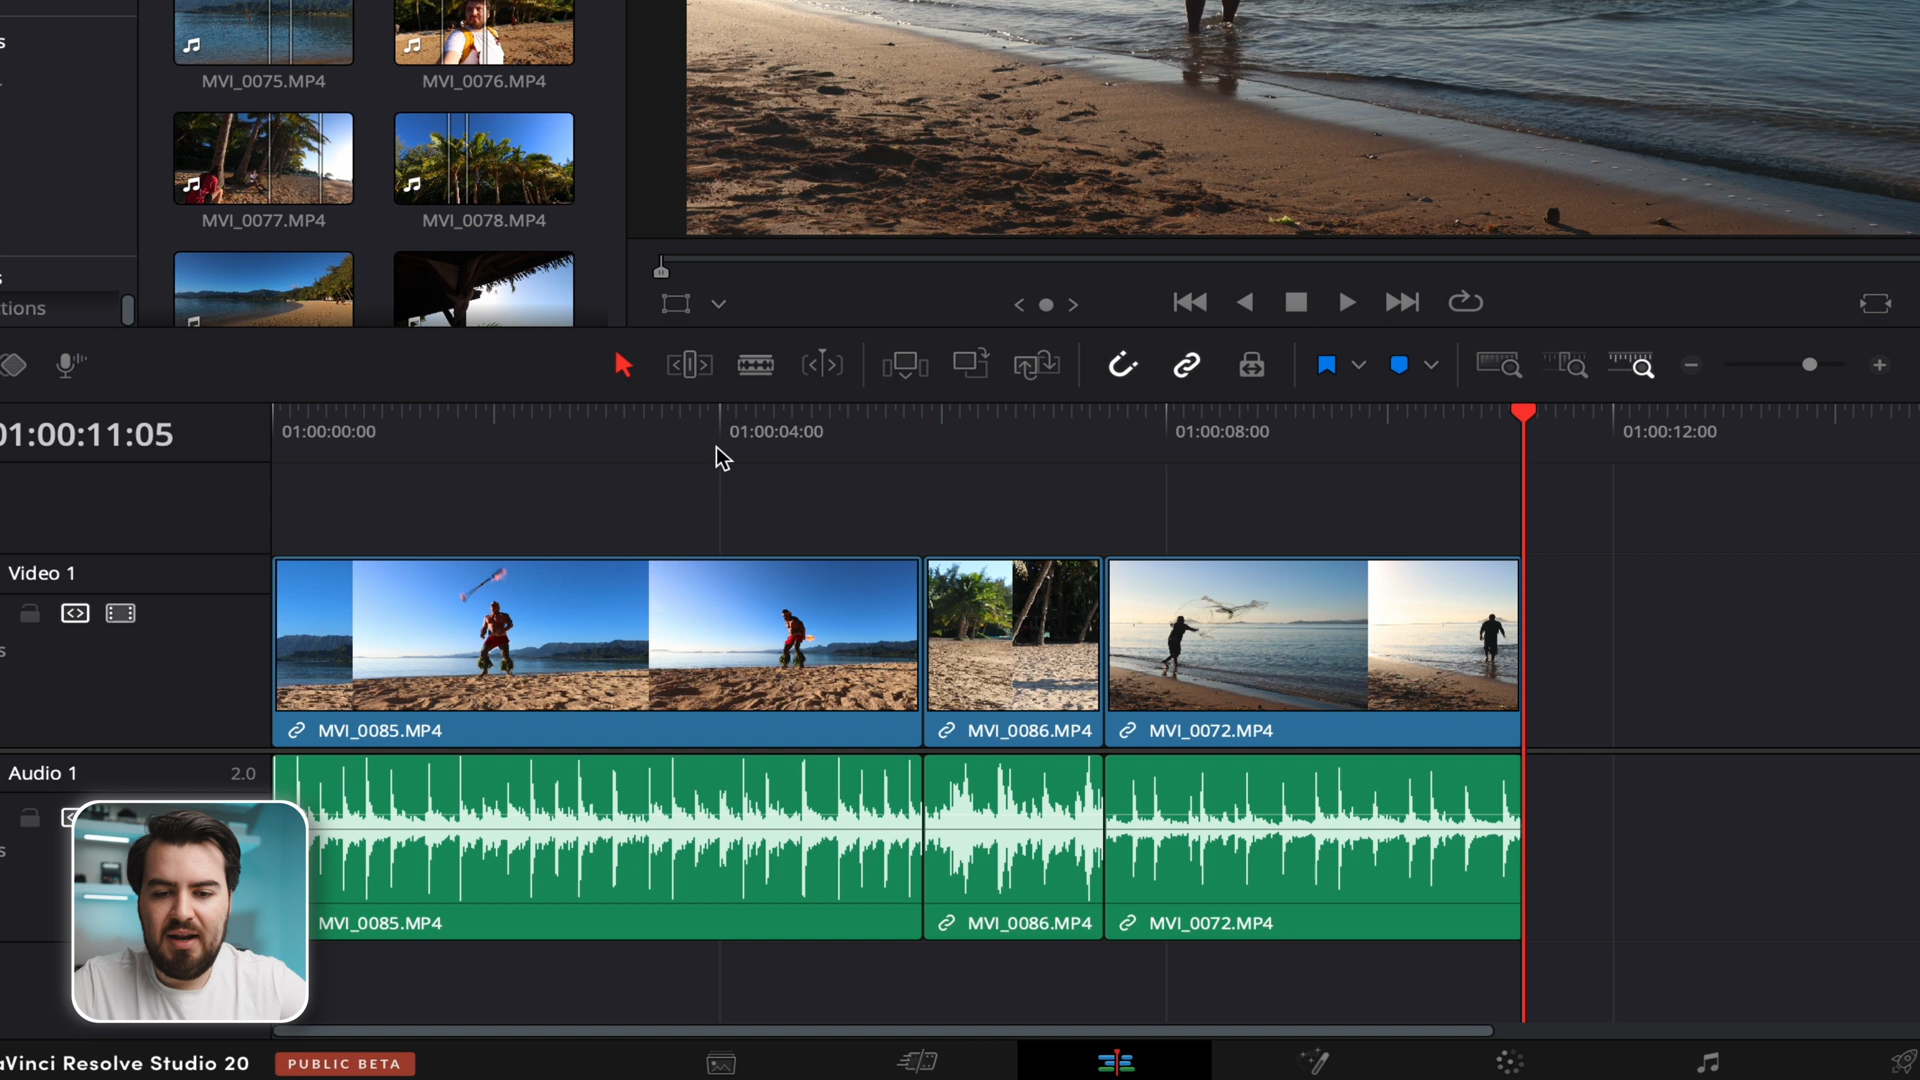 s
MVI_0075.MP4
MVI_0076.MP4
MVI_0077.MP4
MVI_0078.MP4
s
tions
01:00:11:05
01:00:00:00
01:00:04:00
01:00:08:00
01:00:12:00
Video 1
s
MVI_0085.MP4
MVI_0086.MP4
MVI_0072.MP4
Audio 1
2.0
s
MVI_0085.MP4
MVI_0086.MP4
MVI_0072.MP4
aVinci Resolve Studio 20
PUBLIC BETA